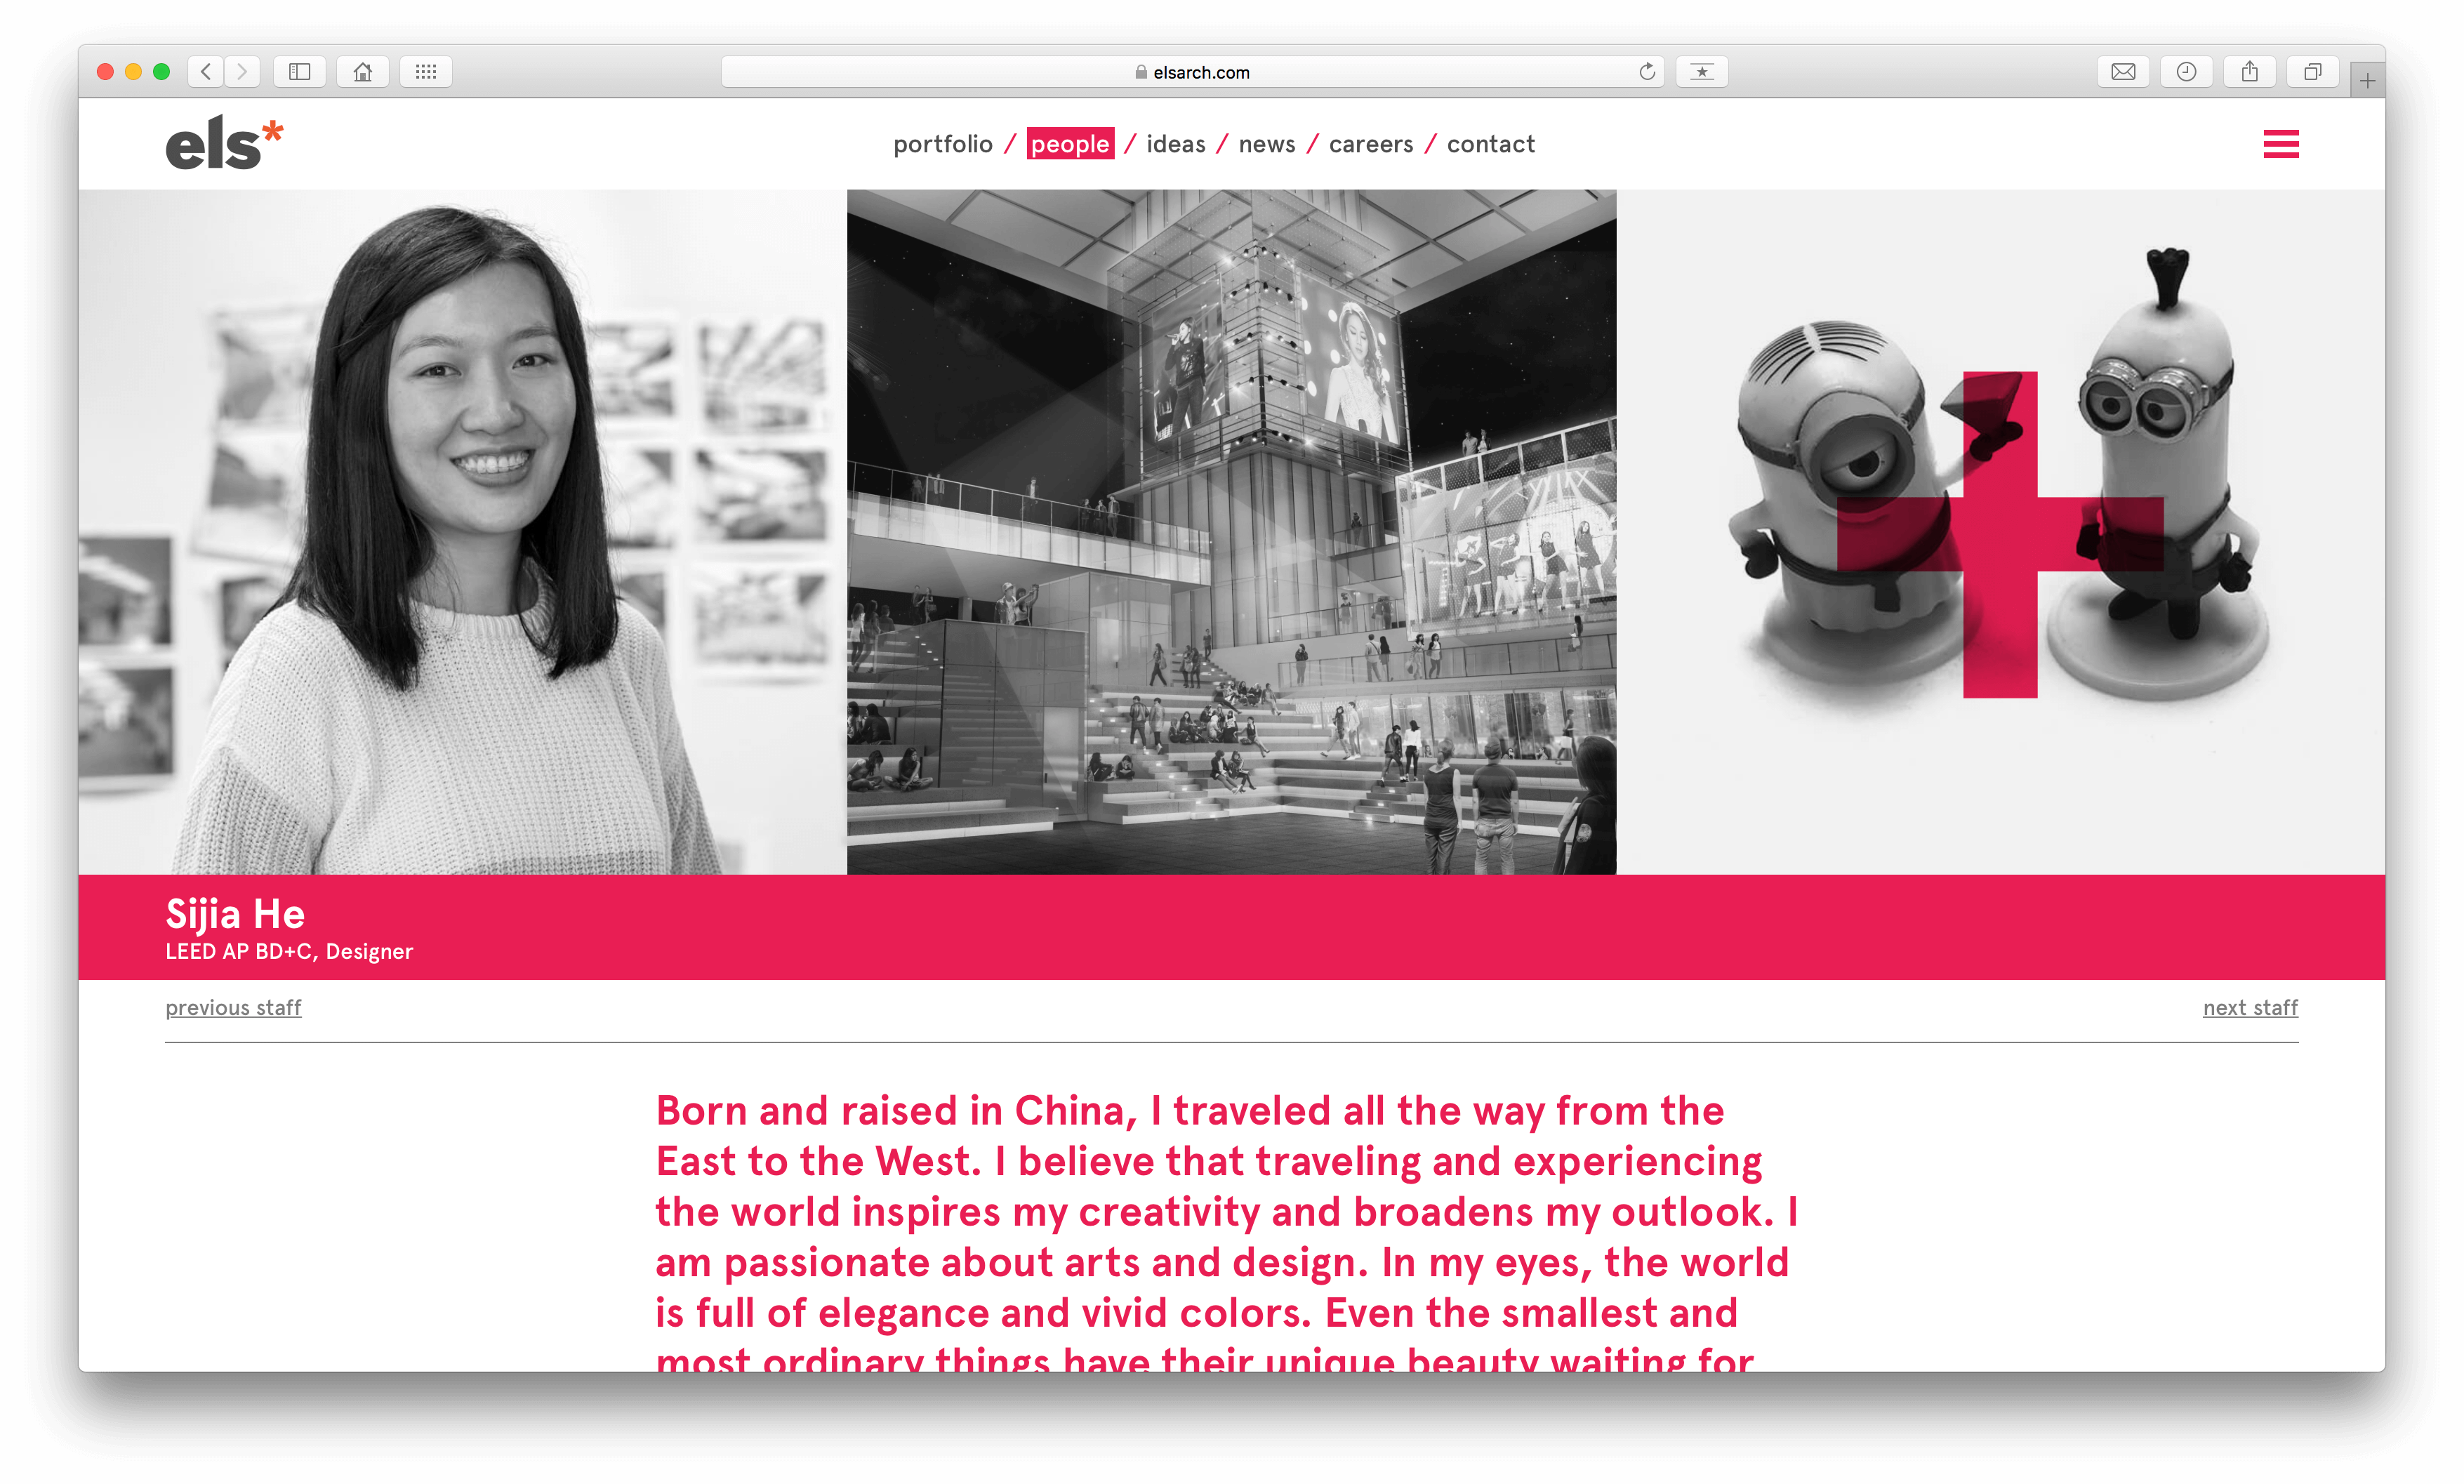 elsarch.com
els*
portfolio / people / ideas / news / careers / contact
Sijia He
LEED AP BD+C, Designer
previous staff
next staff
Born and raised in China, I traveled all the way from the
East to the West. I believe that traveling and experiencing
the world inspires my creativity and broadens my outlook. I
am passionate about arts and design. In my eyes, the world
is full of elegance and vivid colors. Even the smallest and
most ordinary things have their unique beauty waiting for